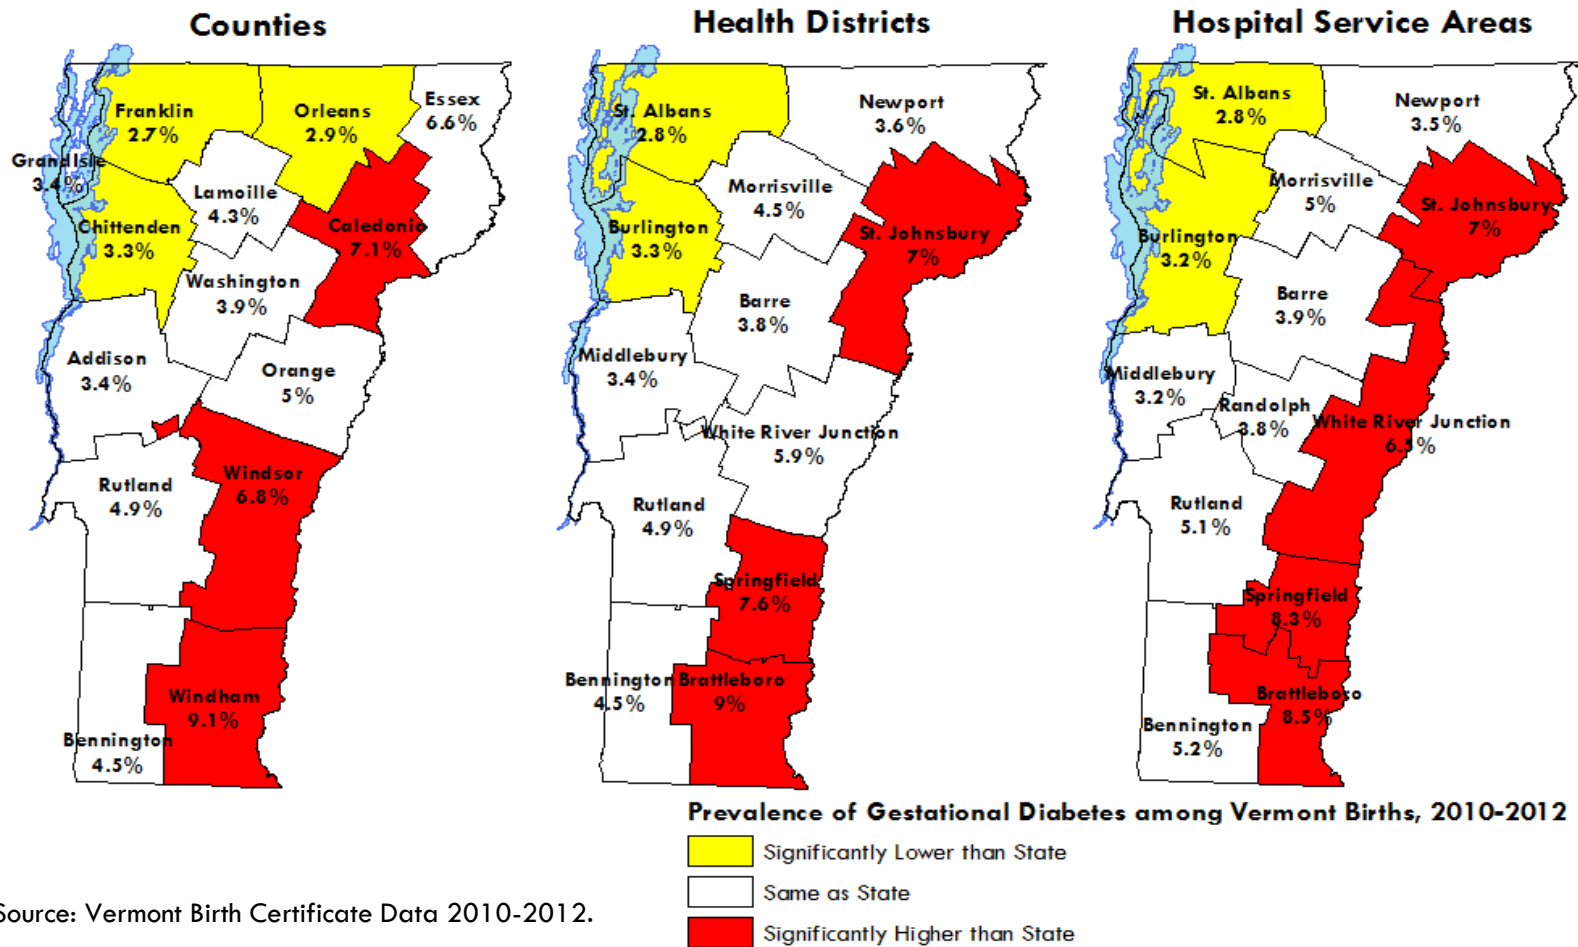 Counties
Franklin
2.7%
Orleans
2.9%
Essex
6.6%
GrandIsle
3.4%
Lamoille
4.3%
Chittenden
3.3%
Caledonia
7.1%
Washington
3.9%
Addison
3.4%
Orange
5%
Rutland
4.9%
Windsor
6.8%
Windham
9.1%
Bennington
4.5%
Health Districts
St. Albans
2.8%
Newport
3.6%
Morrisville
4.5%
Burlington
3.3%
St. Johnsbury
7%
Barre
3.8%
Middlebury
3.4%
White River Junction
5.9%
Rutland
4.9%
Springfield
7.6%
Bennington
4.5%
Brattleboro
9%
Hospital Service Areas
St. Albans
2.8%
Newport
3.5%
Morrisville
5%
St. Johnsbury
7%
Burlington
3.2%
Barre
3.9%
Middlebury
3.2%
Randolph
3.8%
White River Junction
Rutland
5.1%
Springfield
8.3%
Brattleboro
8.5%
Bennington
5.2%
Prevalence of Gestational Diabetes among Vermont Births, 2010-2012
Significantly Lower than State
Same as State
Significantly Higher than State
Source: Vermont Birth Certificate Data 2010-2012.